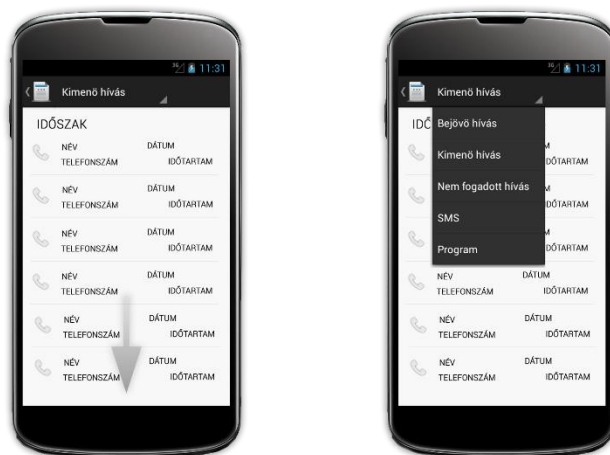 3G 11:31
Kimenö hívás
IDŐSZAK
NÉV DÁTUM
TELEFONSZÁM IDŐTARTAM
NÉV DÁTUM
TELEFONSZÁM IDŐTARTAM
NÉV DÁTUM
TELEFONSZÁM IDŐTARTAM
NÉV DÁTUM
TELEFONSZÁM IDŐTARTAM
NÉV DÁTUM
TELEFONSZÁM IDŐTARTAM
NÉV DÁTUM
TELEFONSZÁM IDŐTARTAM
3G 11:31
Kimenö hívás
IDŐ
Bejövö hívás
Kimenö hívás
Nem fogadott hívás
SMS
Program
NÉV DÁTUM
TELEFONSZÁM IDŐTARTAM
NÉV DÁTUM
TELEFONSZÁM IDŐTARTAM
NÉV DÁTUM
TELEFONSZÁM IDŐTARTAM